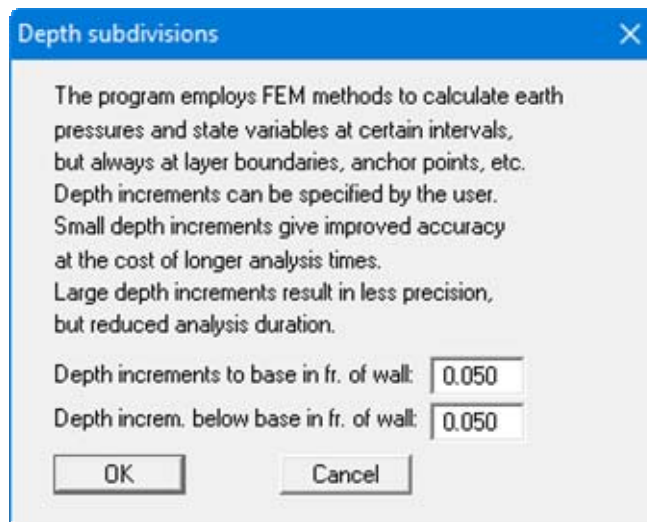 Depth subdivisions
The program employs FEM methods to calculate earth
pressures and state variables at certain intervals,
but always at layer boundaries, anchor points, etc.
Depth increments can be specified by the user.
Small depth increments give improved accuracy
at the cost of longer analysis times.
Large depth increments result in less precision,
but reduced analysis duration.
Depth increments to base in fr. of wall: 0.050
Depth increm. below base in fr. of wall: 0.050
OK Cancel